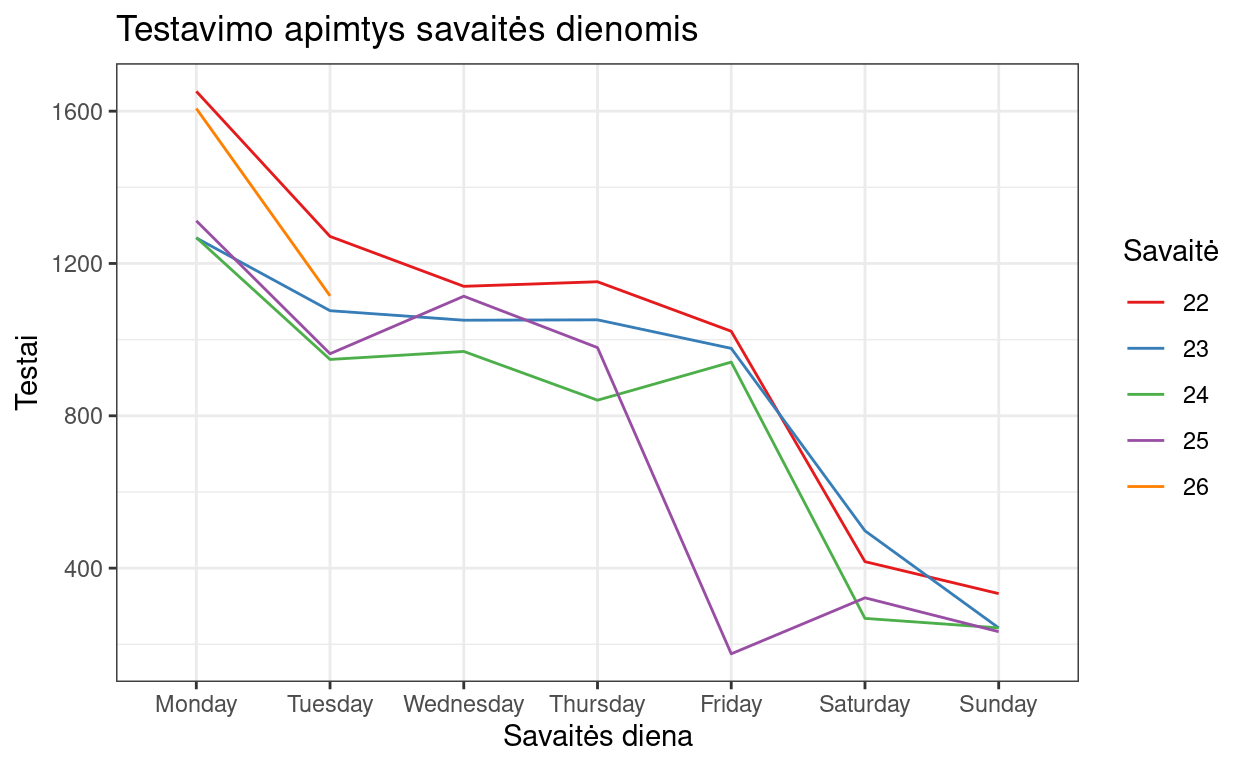 Testavimo apimtys savaitės dienomis
1600
1200
800
400
Testai
Monday Tuesday Wednesday Thursday Friday Saturday Sunday
Savaitės diena
Savaitė
22
23
24
25
26